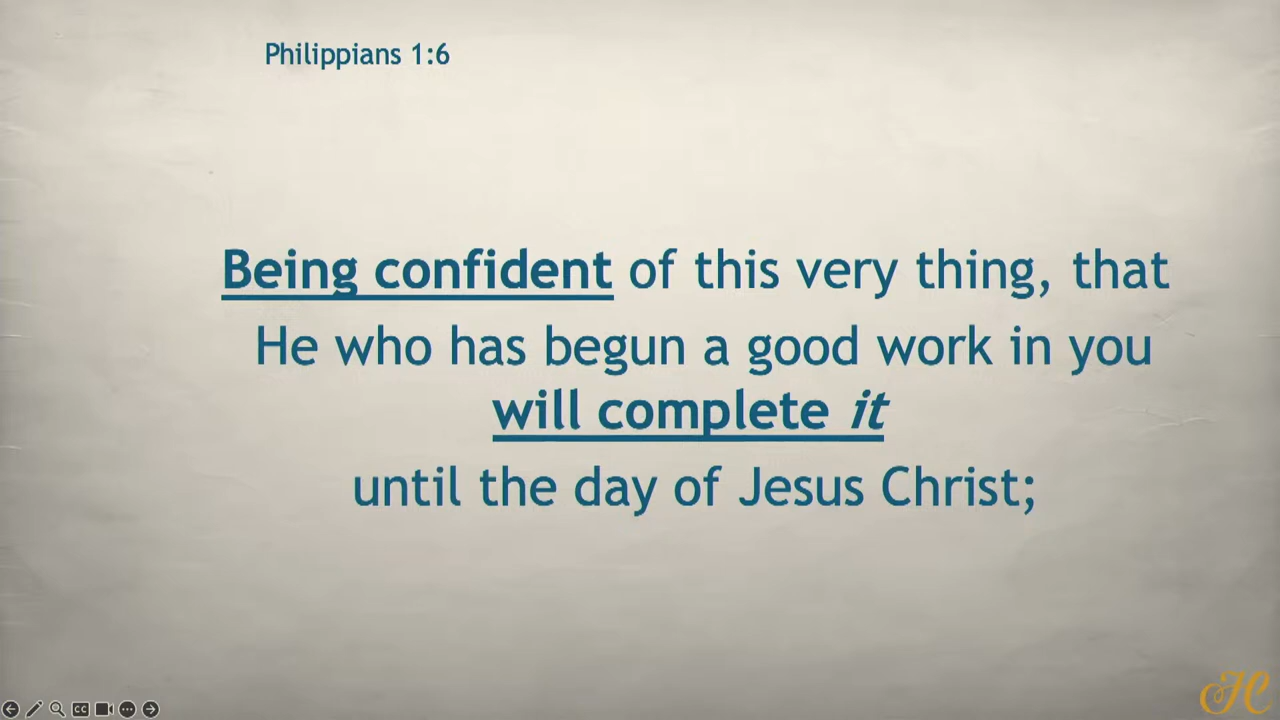 Philippians 1:6
Being confident of this very thing, that
He who has begun a good work in you
will complete it
until the day of Jesus Christ;